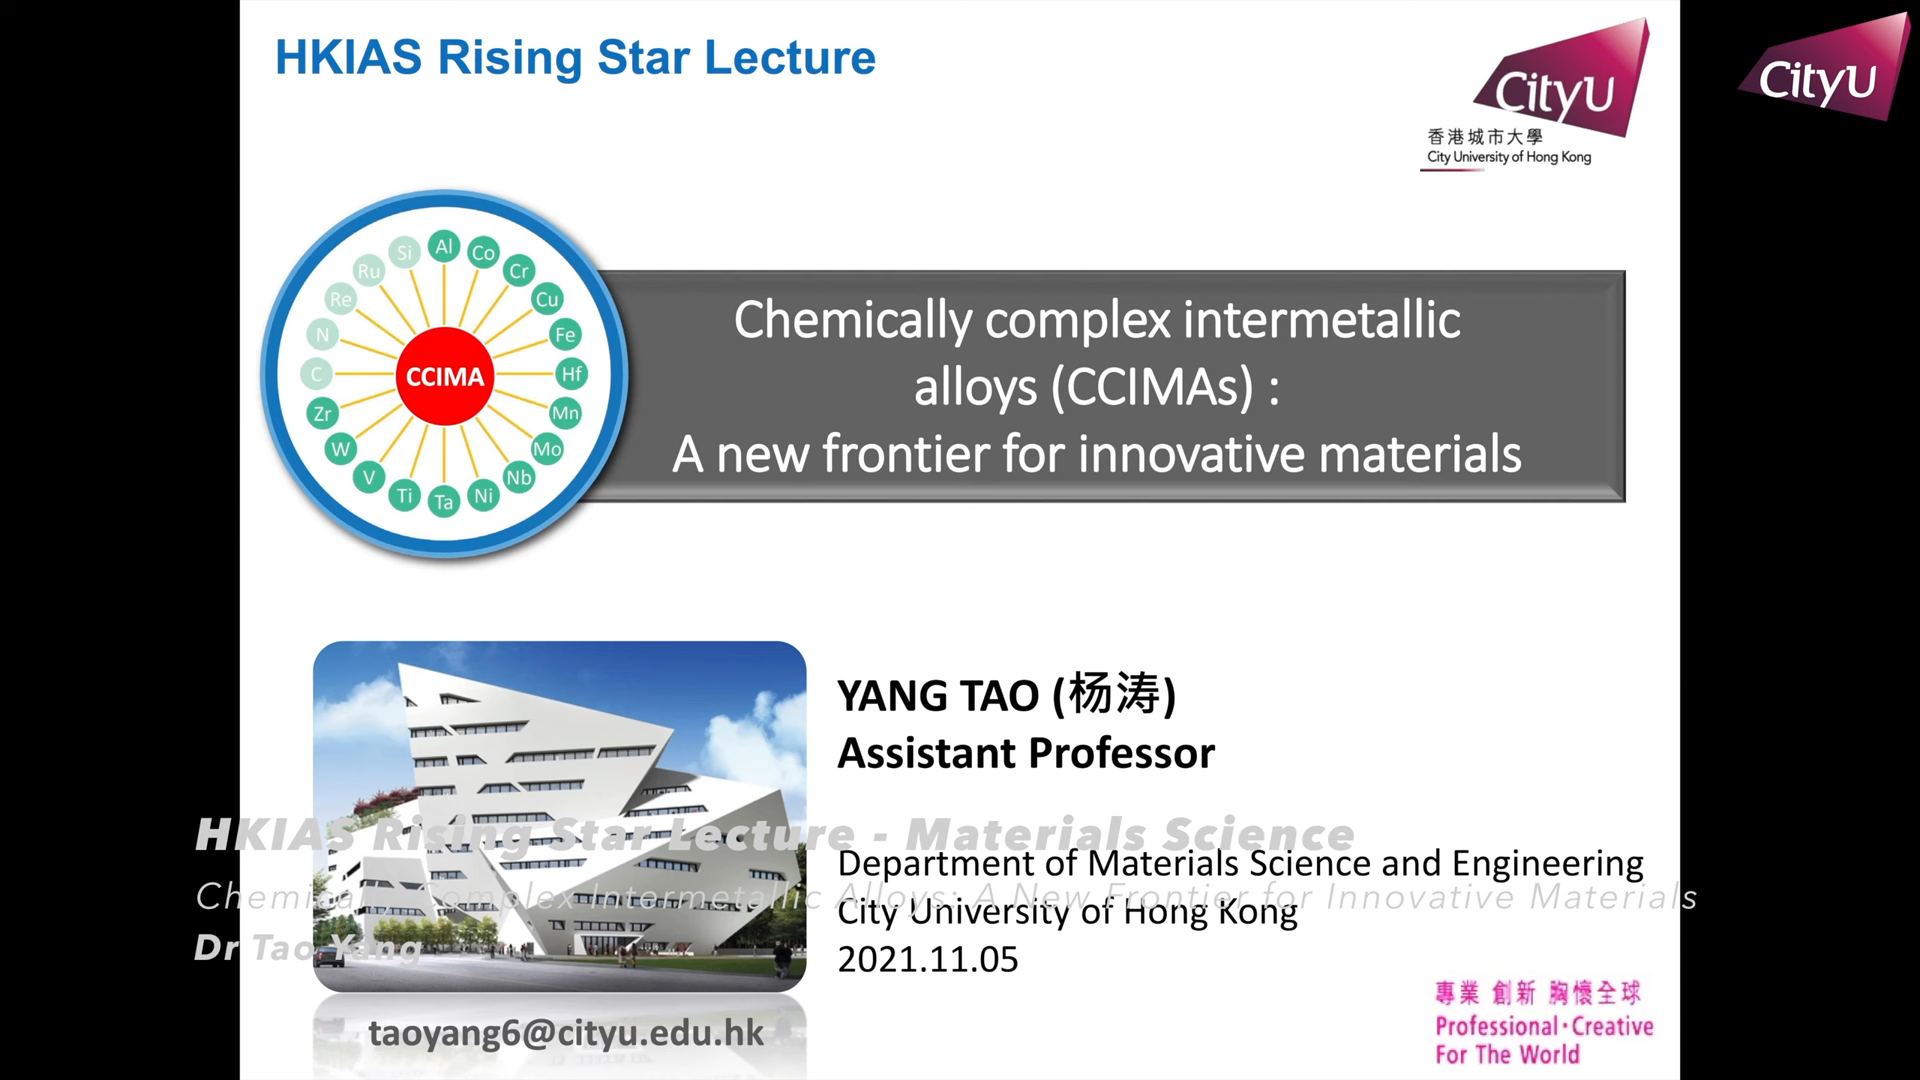 HKIAS Rising Star Lecture
CityU
香港城市大學
City University of Hong Kong
CityU
Si
Al
Co
Ru
Cr
Re
Cu
N
Fe
C
CCIMA
Hf
Zr
Mn
W
Mo
V
Nb
Ti
Ta
Ni
Chemically complex intermetallic
alloys (CCIMAs) :
A new frontier for innovative materials
YANG TAO (杨涛)
Assistant Professor
HKIAS Rising Star Lecture - Materials Science
Department of Materials Science and Engineering
Chemically Complex Intermetallic Alloys: A New Frontier for Innovative Materials
City University of Hong Kong
Dr Tao Yang
2021.11.05
taoyang6@cityu.edu.hk
專業 創新 胸懷全球
Professional·Creative
For The World